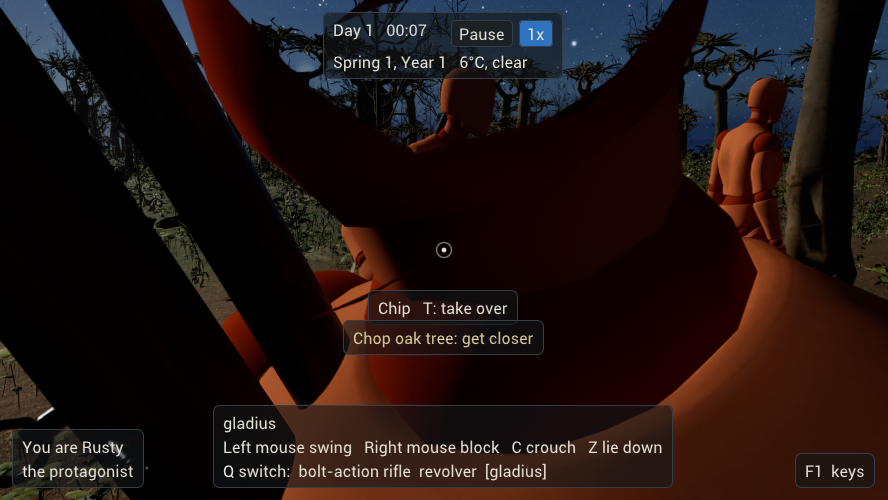 Day 1 00:07 Pause 1x
Spring 1, Year 1 6°C, clear
Chip T: take over
Chop oak tree: get closer
gladius
Left mouse swing Right mouse block C crouch Z lie down
Q switch: bolt-action rifle revolver [gladius]
You are Rusty
the protagonist
F1 keys